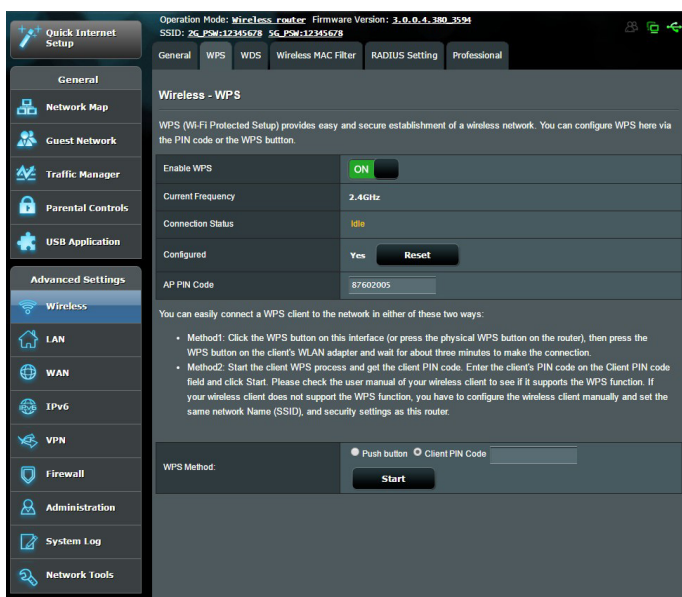 Quick Internet
Setup
Operation Mode: Wireless router Firmware Version: 3.0.0.4.380_3594
SSID: 2G_PSW:12345678 5G_PSW:12345678
General WPS WDS Wireless MAC Filter RADIUS Setting Professional
General
Network Map
Guest Network
Traffic Manager
Parental Controls
USB Application
Advanced Settings
Wireless
LAN
WAN
IPv6
VPN
Firewall
Administration
System Log
Network Tools
Wireless - WPS
WPS (Wi-Fi Protected Setup) provides easy and secure establishment of a wireless network. You can configure WPS here via
the PIN code or the WPS buttton.
Enable WPS ON
Current Frequency 2.4GHz
Connection Status Idle
Configured Yes Reset
AP PIN Code 87602005
You can easily connect a WPS client to the network in either of these two ways:
• Method1: Click the WPS button on this interface (or press the physical WPS button on the router), then press the
WPS button on the client's WLAN adapter and wait for about three minutes to make the connection.
• Method2: Start the client WPS process and get the client PIN code. Enter the client's PIN code on the Client PIN code
field and click Start. Please check the user manual of your wireless client to see if it supports the WPS function. If
your wireless client does not support the WPS function, you have to configure the wireless client manually and set the
same network Name (SSID), and security settings as this router.
WPS Method: Push button Client PIN Code
Start